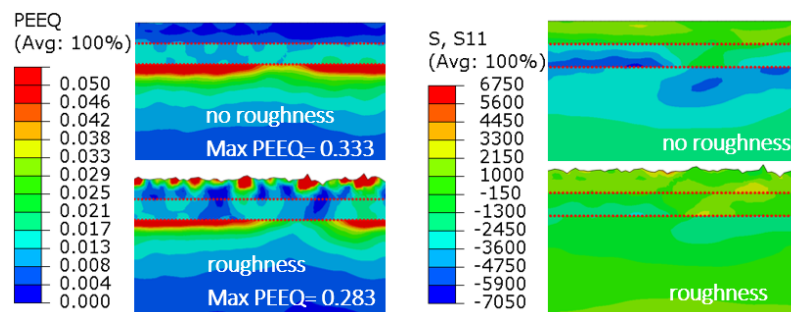 PEEQ
(Avg: 100%)
0.050
0.046
0.042
0.038
0.033
0.029
0.025
0.021
0.017
0.013
0.008
0.004
0.000
no roughness
Max PEEQ= 0.333
roughness
Max PEEQ= 0.283
S, S11
(Avg: 100%)
6750
5600
4450
3300
2150
1000
-150
-1300
-2450
-3600
-4750
-5900
-7050
no roughness
roughness